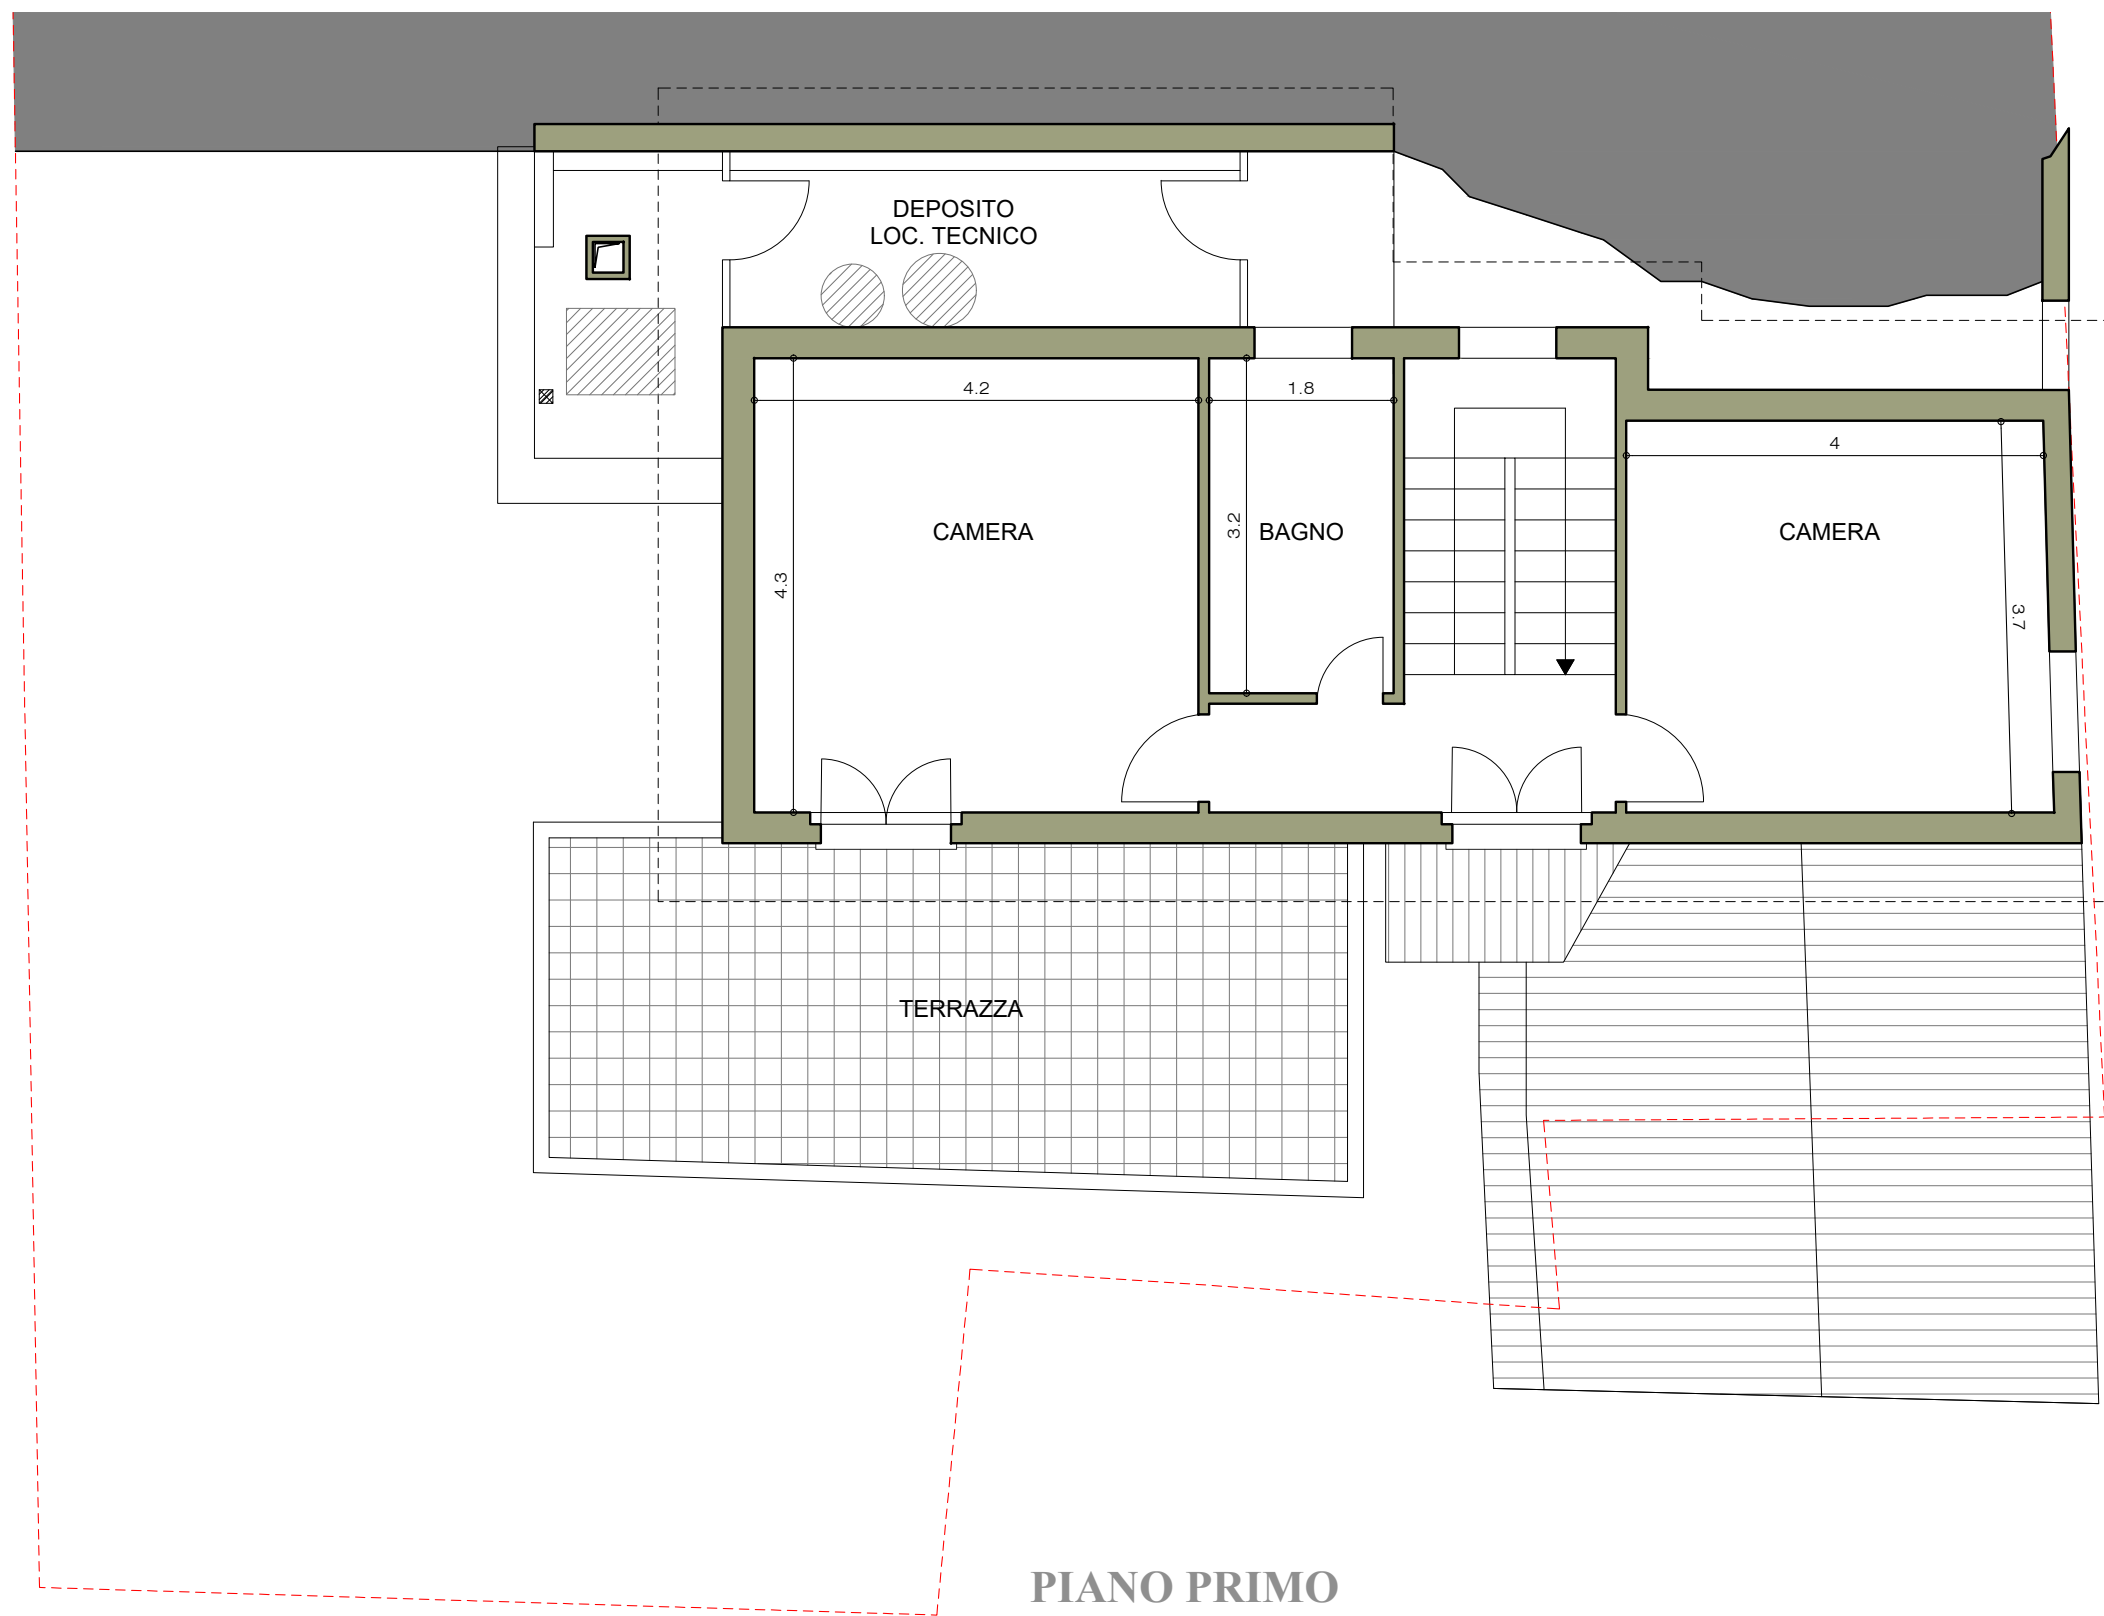 DEPOSITO
LOC. TECNICO
4.2
1.8
4
CAMERA
3.2
BAGNO
CAMERA
4.3
3.7
TERRAZZA
PIANO PRIMO